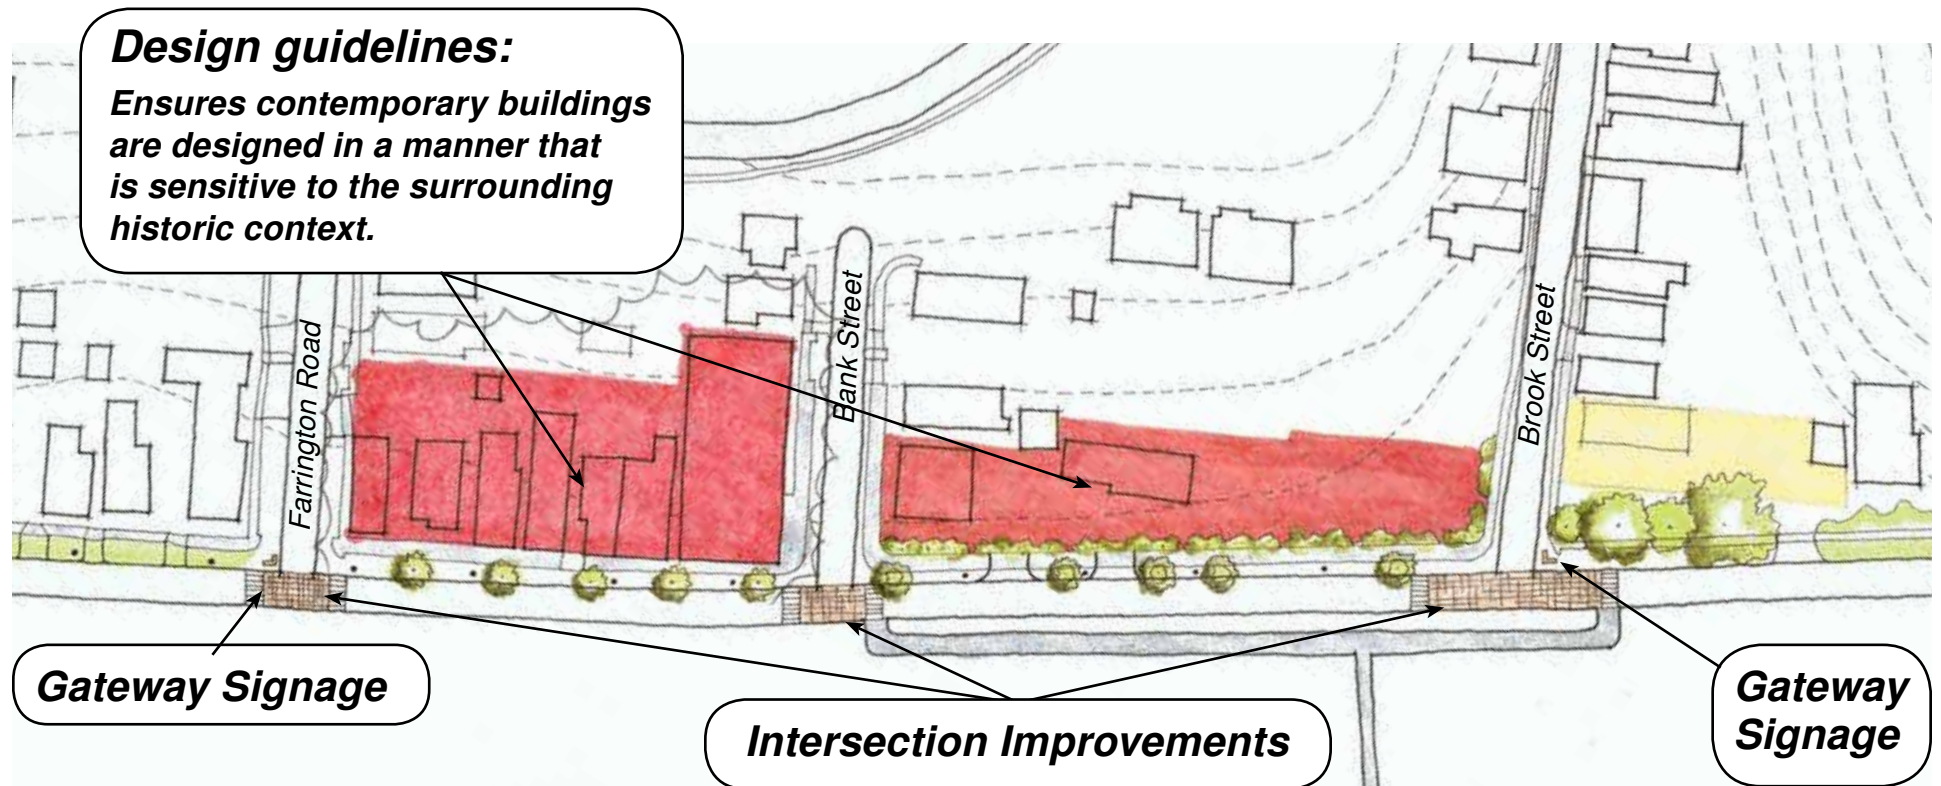 Design guidelines:
Ensures contemporary buildings
are designed in a manner that
is sensitive to the surrounding
historic context.
Farrington Road
Bank Street
Brook Street
Gateway Signage
Intersection Improvements
Gateway
Signage